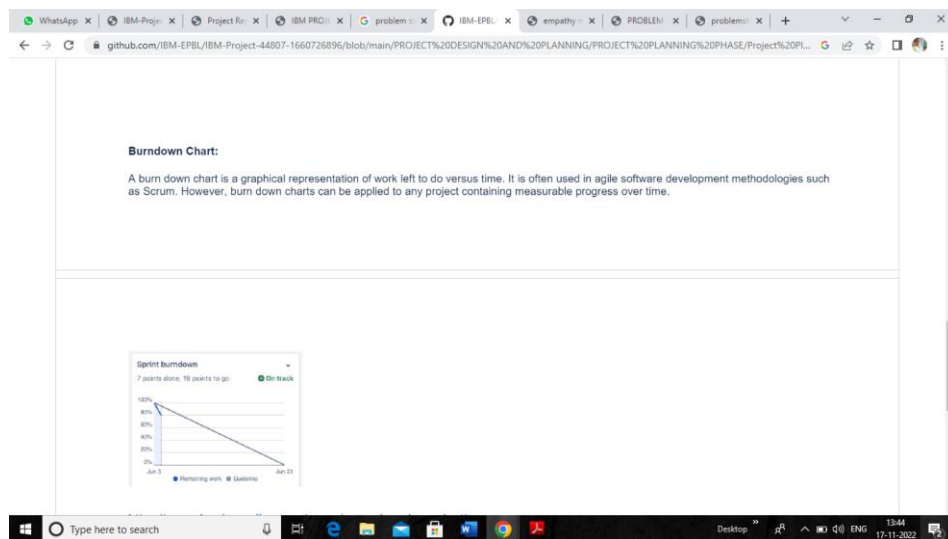 WhatsApp
IBM-Proje
Project Re
IBM PROJ
problem s
IBM-EPBL
empathy
PROBLEM
problems
github.com/IBM-EPBL/IBM-Project-44807-1660726896/blob/main/PROJECT%20DESIGN%20AND%20PLANNING/PROJECT%20PLANNING%20PHASE/Project%20Pl...
Burndown Chart:
A burn down chart is a graphical representation of work left to do versus time. It is often used in agile software development methodologies such
as Scrum. However, burn down charts can be applied to any project containing measurable progress over time.
Sprint burndown
7 points done, 19 points to go
On track
100%
80%
60%
40%
20%
0%
Jun 3
Jun 23
Remaining work
Guideline
Type here to search
Desktop
ENG
13:44
17-11-2022